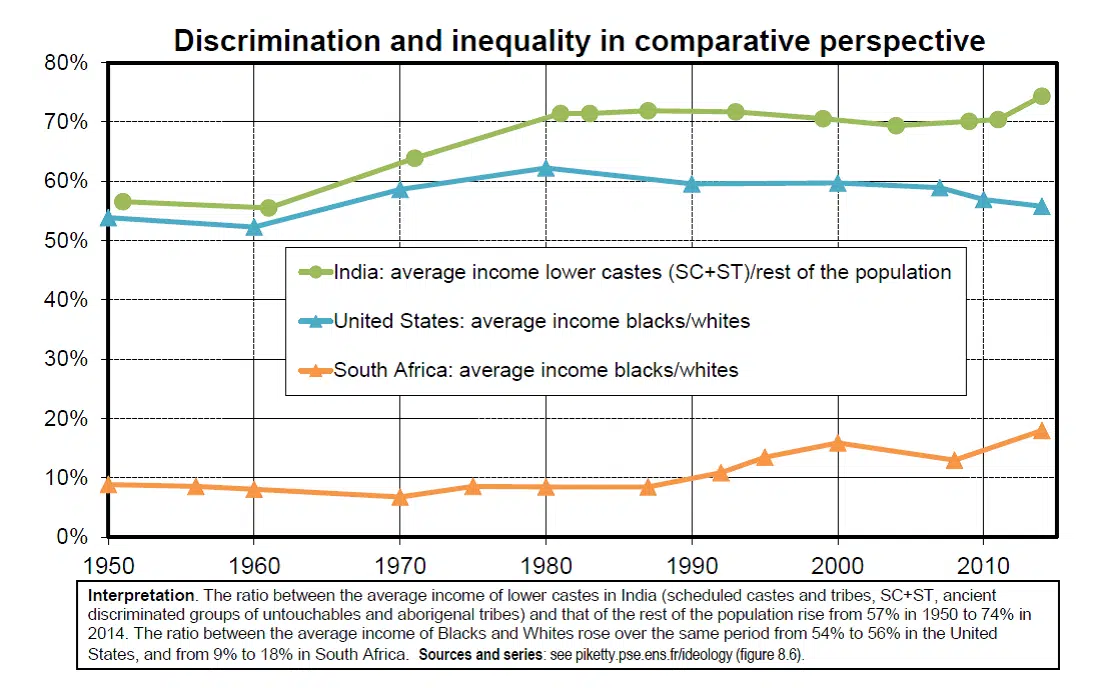 Discrimination and inequality in comparative perspective
80%
70%
60%
50%
40%
30%
20%
10%
0%
India: average income lower castes (SC+ST)/rest of the population
United States: average income blacks/whites
South Africa: average income blacks/whites
1950 1960 1970 1980 1990 2000 2010
Interpretation. The ratio between the average income of lower castes in India (scheduled castes and tribes, SC+ST, ancient
discriminated groups of untouchables and aborigenal tribes) and that of the rest of the population rise from 57% in 1950 to 74% in
2014. The ratio between the average income of Blacks and Whites rose over the same period from 54% to 56% in the United
States, and from 9% to 18% in South Africa. Sources and series: see piketty.pse.ens.fr/ideology (figure 8.6).